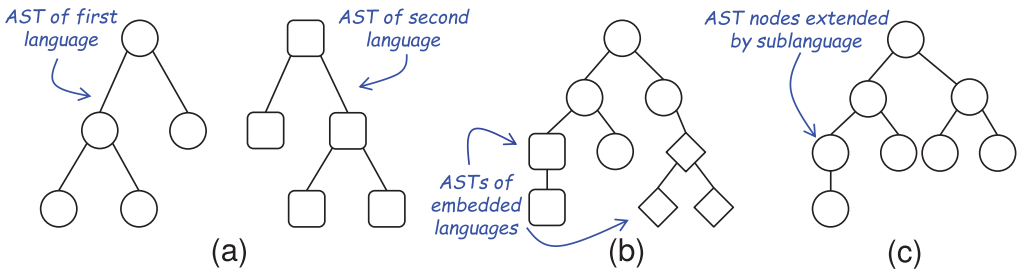 AST of first
language
AST of second
language
ASTs of
embedded
languages
AST nodes extended
by sublanguage
(a)
(b)
(c)